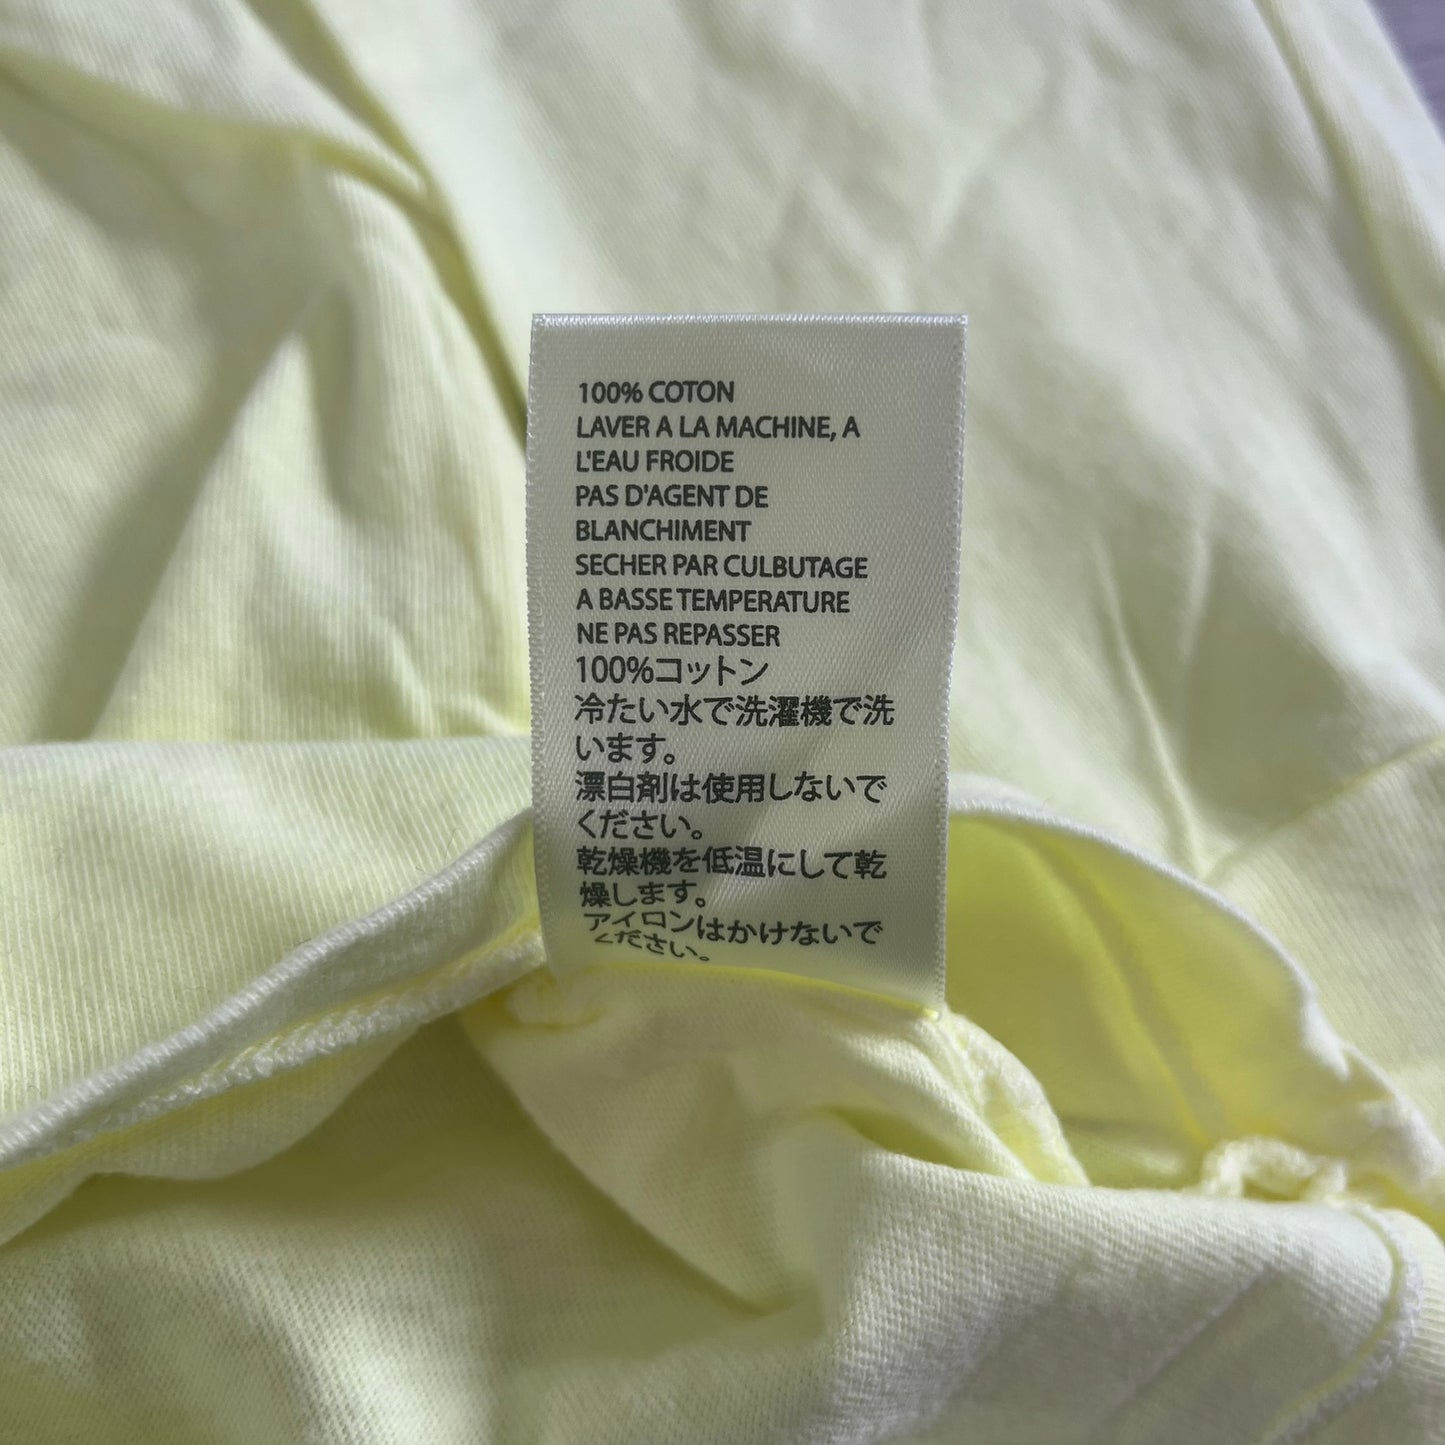 100% COTON
LAVER A LA MACHINE, A
L'EAU FROIDE
PAS D'AGENT DE
BLANCHIMENT
SECHER PAR CULBUTAGE
A BASSE TEMPERATURE
NE PAS REPASSER
100%コットン
冷たい水で洗濯機で洗
います。
漂白剤は使用しないで
ください。
乾燥機を低温にして乾
燥します。
アイロンはかけないで
ください。